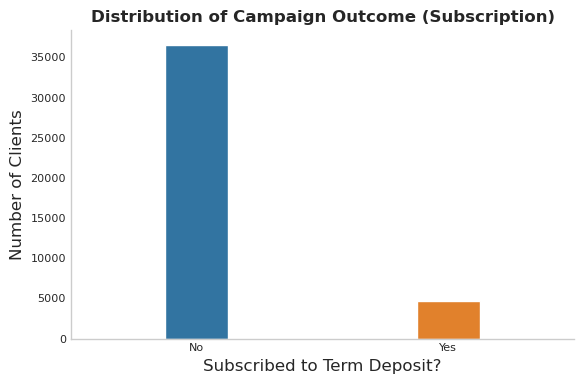 Distribution of Campaign Outcome (Subscription)
Number of Clients
35000
30000
25000
20000
15000
10000
5000
0
No
Yes
Subscribed to Term Deposit?